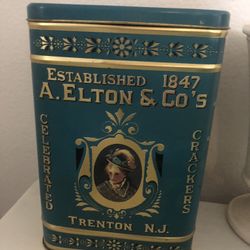 ESTABLISHED 1847
A. ELTON & CO'S
CELEBRATED
CRACKERS
TRENTON N.J.